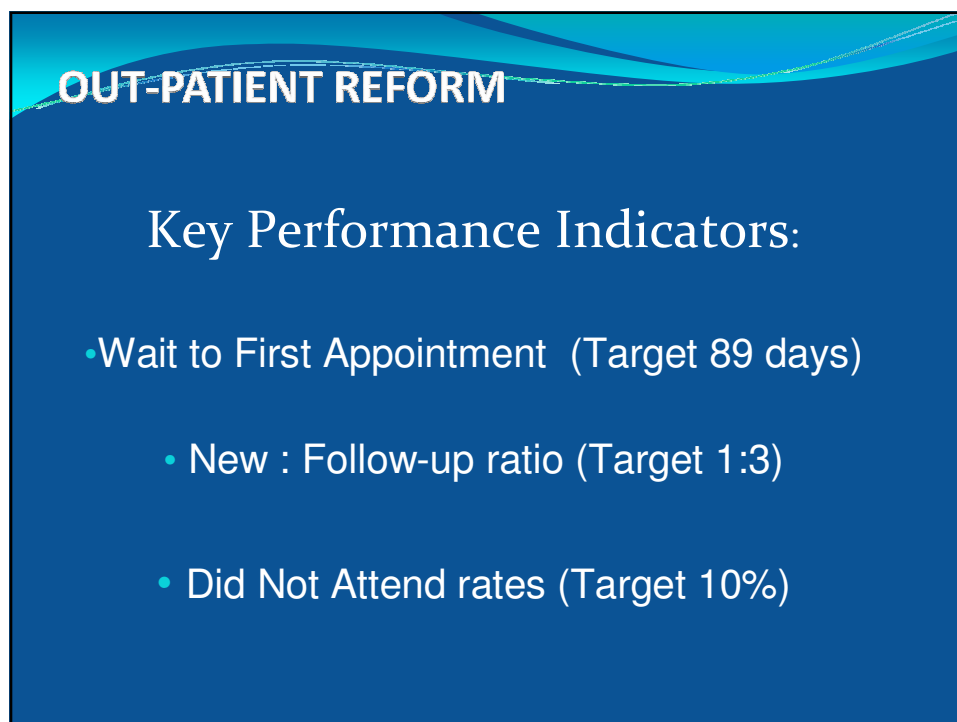 OUT-PATIENT REFORM
Key Performance Indicators:
•Wait to First Appointment  (Target 89 days)
• New : Follow-up ratio (Target 1:3)
• Did Not Attend rates (Target 10%)